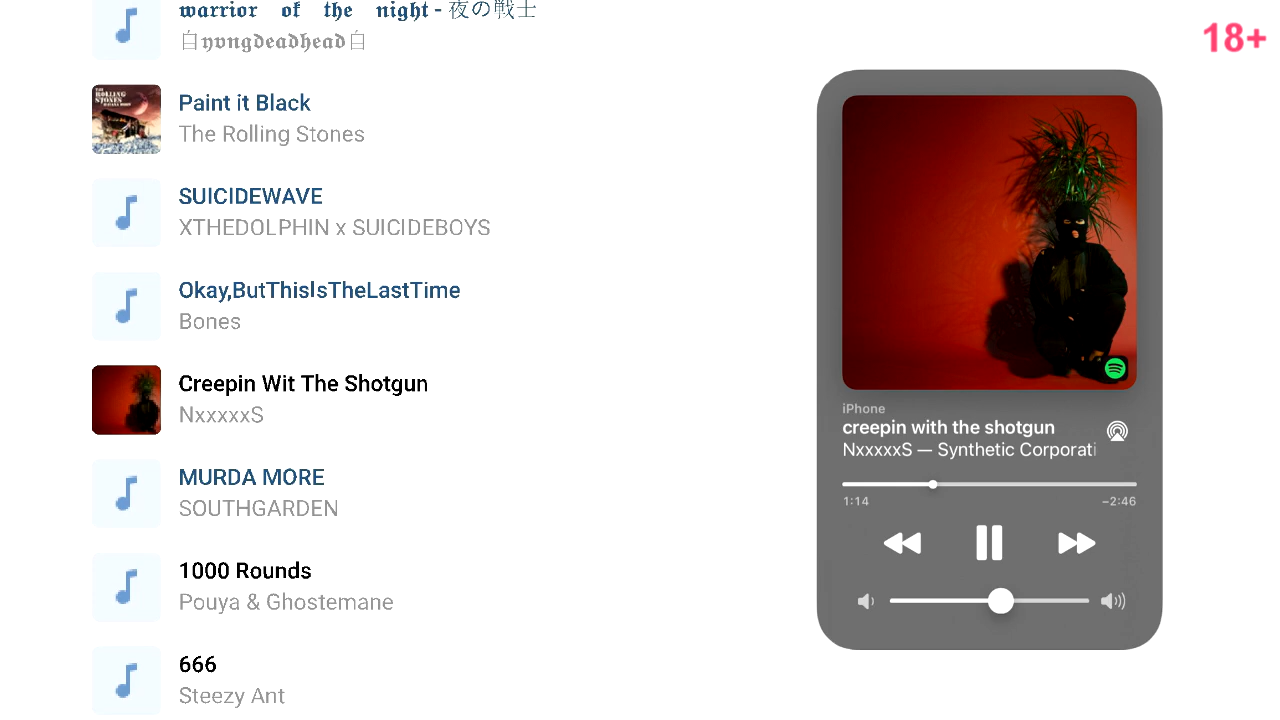 𝖜𝖆𝖗𝖗𝖎𝖔𝖗 𝖔𝖋 𝖙𝖍𝖊 𝖓𝖎𝖌𝖍𝖙 - 夜の戦士
白𝖞𝖛𝖓𝖌𝖉𝖊𝖆𝖉𝖍𝖊𝖆𝖉白
Paint it Black
The Rolling Stones
SUICIDEWAVE
XTHEDOLPHIN x SUICIDEBOYS
Okay,ButThisIsTheLastTime
Bones
Creepin Wit The Shotgun
NxxxxxS
MURDA MORE
SOUTHGARDEN
1000 Rounds
Pouya & Ghostemane
666
Steezy Ant
18+
iPhone
creepin with the shotgun
NxxxxxS — Synthetic Corporati
1:14
−2:46